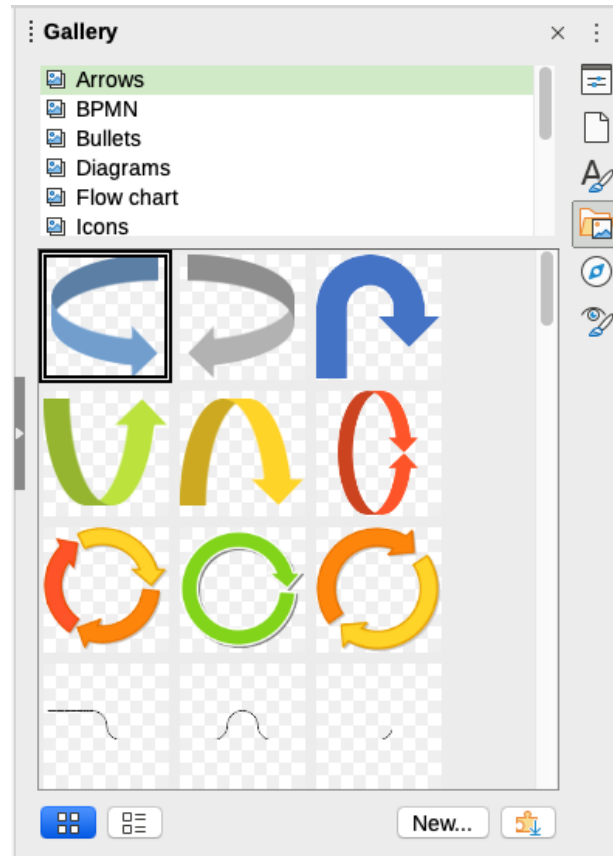 Gallery
Arrows
BPMN
Bullets
Diagrams
Flow chart
Icons
New...